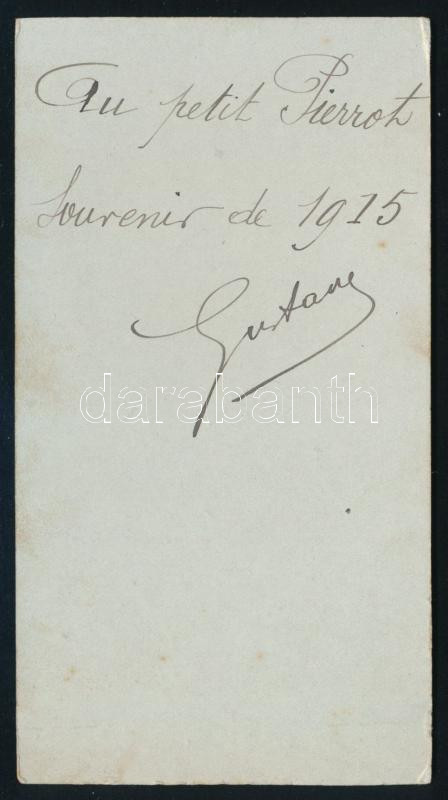 Au petit Pierrot
Souvenir de 1915
Gustave
darabanth